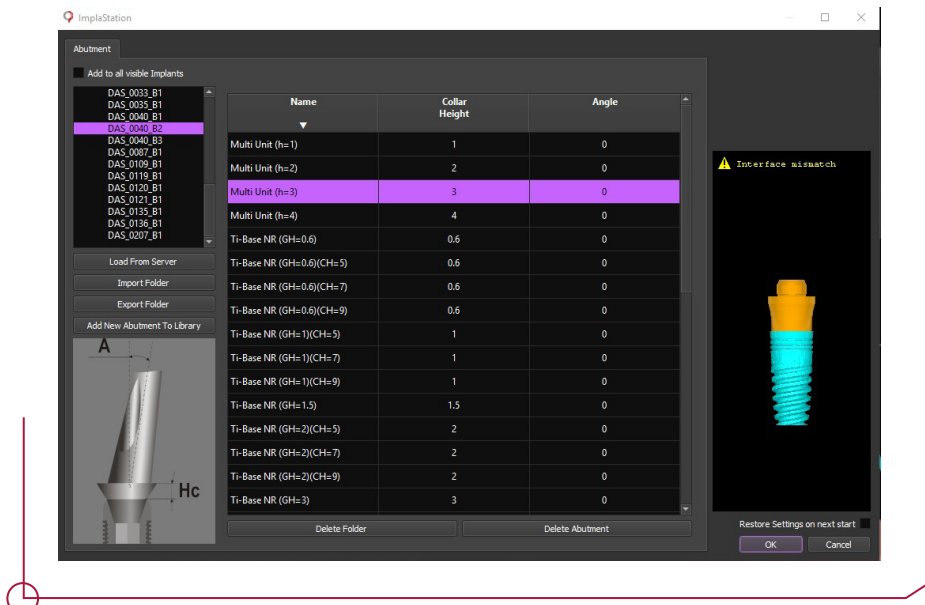 ImplaStation
Abutment
Add to all visible Implants
DAS_0033_B1
DAS_0035_B1
DAS_0040_B1
DAS_0040_B2
DAS_0040_B3
DAS_0087_B1
DAS_0109_B1
DAS_0119_B1
DAS_0120_B1
DAS_0121_B1
DAS_0135_B1
DAS_0136_B1
DAS_0207_B1
Load From Server
Import Folder
Export Folder
Add New Abutment To Library
A
Hc
Name Collar Height Angle
Multi Unit (h=1) 1 0
Multi Unit (h=2) 2 0
Multi Unit (h=3) 3 0
Multi Unit (h=4) 4 0
Ti-Base NR (GH=0.6) 0.6 0
Ti-Base NR (GH=0.6)(CH=5) 0.6 0
Ti-Base NR (GH=0.6)(CH=7) 0.6 0
Ti-Base NR (GH=0.6)(CH=9) 0.6 0
Ti-Base NR (GH=1)(CH=5) 1 0
Ti-Base NR (GH=1)(CH=7) 1 0
Ti-Base NR (GH=1)(CH=9) 1 0
Ti-Base NR (GH=1.5) 1.5 0
Ti-Base NR (GH=2)(CH=5) 2 0
Ti-Base NR (GH=2)(CH=7) 2 0
Ti-Base NR (GH=2)(CH=9) 2 0
Ti-Base NR (GH=3) 3 0
Delete Folder
Delete Abutment
Interface mismatch
Restore Settings on next start
OK
Cancel